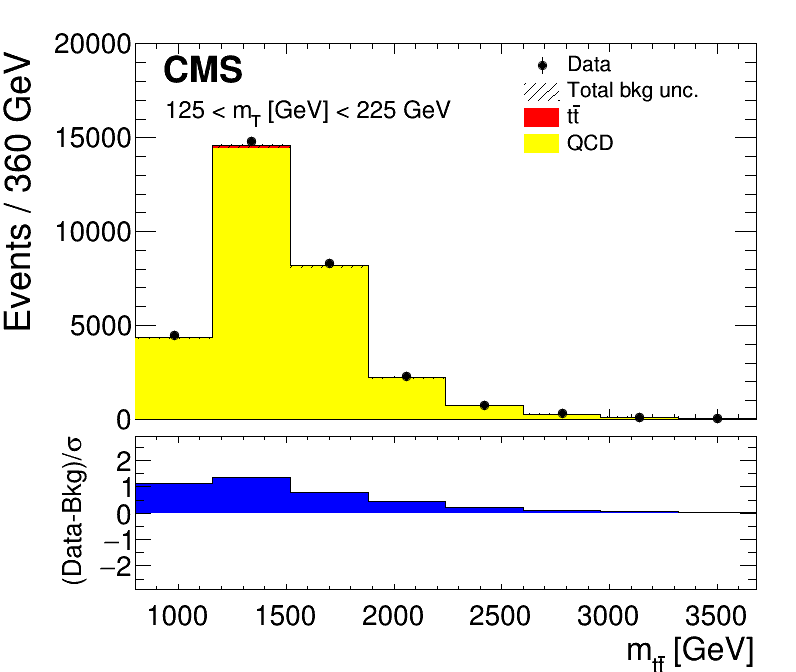 20000
15000
10000
5000
0
Events / 360 GeV
CMS
125 < m_T [GeV] < 225 GeV
Data
Total bkg unc.
tt̄
QCD
2
1
0
−1
−2
(Data-Bkg)/σ
1000 1500 2000 2500 3000 3500
m_tt̄ [GeV]